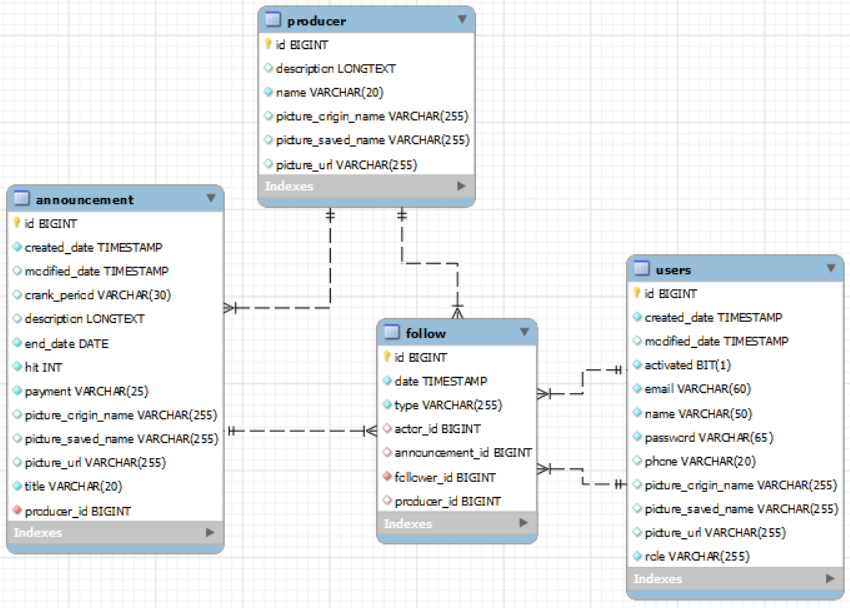 producer
id BIGINT
description LONGTEXT
name VARCHAR(20)
picture_origin_name VARCHAR(255)
picture_saved_name VARCHAR(255)
picture_url VARCHAR(255)
Indexes
announcement
id BIGINT
created_date TIMESTAMP
modified_date TIMESTAMP
crank_period VARCHAR(30)
description LONGTEXT
end_date DATE
hit INT
payment VARCHAR(25)
picture_origin_name VARCHAR(255)
picture_saved_name VARCHAR(255)
picture_url VARCHAR(255)
title VARCHAR(20)
producer_id BIGINT
Indexes
follow
id BIGINT
date TIMESTAMP
type VARCHAR(255)
actor_id BIGINT
announcement_id BIGINT
follower_id BIGINT
producer_id BIGINT
Indexes
users
id BIGINT
created_date TIMESTAMP
modified_date TIMESTAMP
activated BIT(1)
email VARCHAR(60)
name VARCHAR(50)
password VARCHAR(65)
phone VARCHAR(20)
picture_origin_name VARCHAR(255)
picture_saved_name VARCHAR(255)
picture_url VARCHAR(255)
role VARCHAR(255)
Indexes